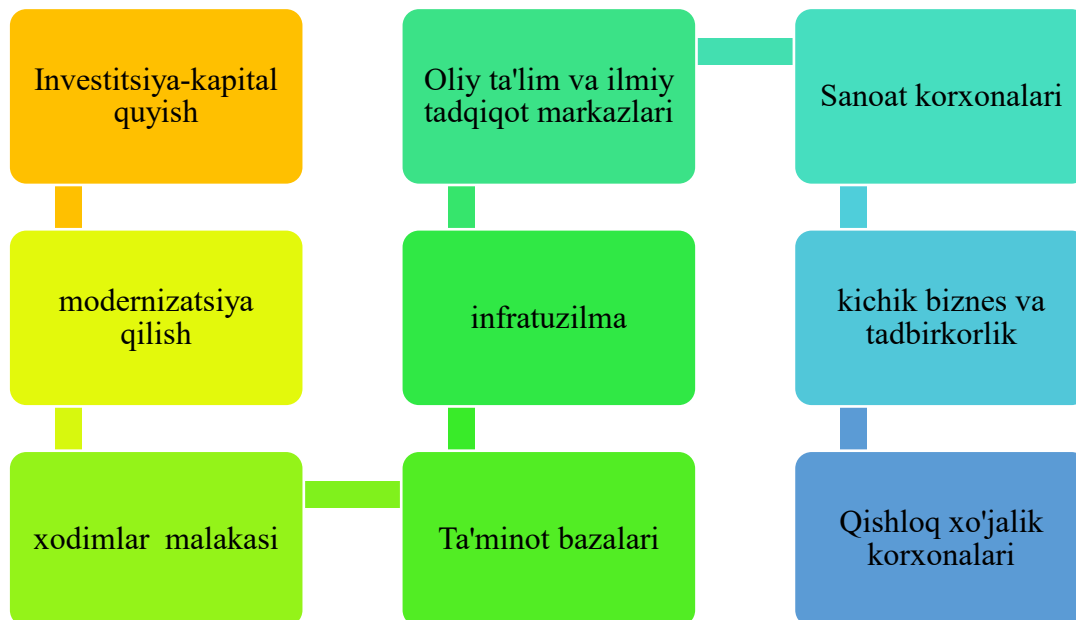 Investitsiya-kapital
quyish
modernizatsiya
qilish
xodimlar  malakasi
Ta'minot bazalari
infratuzilma
Oliy ta'lim va ilmiy
tadqiqot markazlari
Sanoat korxonalari
kichik biznes va
tadbirkorlik
Qishloq xo'jalik
korxonalari